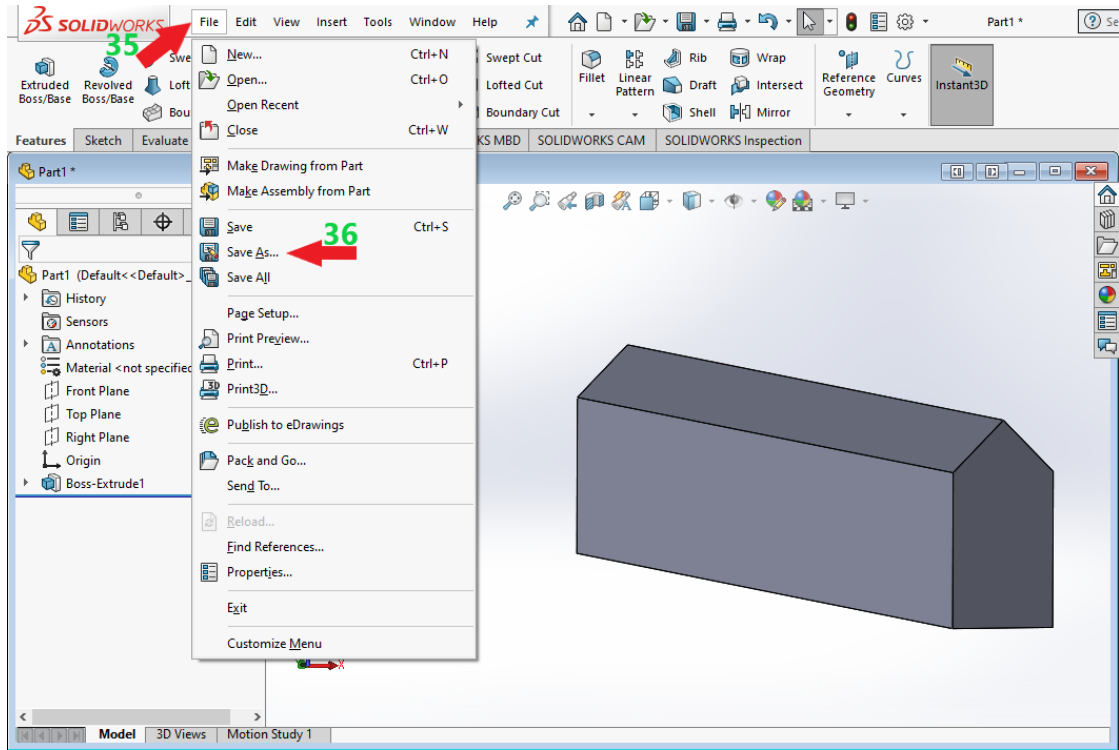 SOLIDWORKS File Edit View Insert Tools Window Help Part1 * ? Se
35
Extruded Boss/Base
Revolved Boss/Base
Swe
Loft
Bou
Swept Cut
Lofted Cut
Boundary Cut
Fillet
Linear Pattern
Rib
Draft
Shell
Wrap
Intersect
Mirror
Reference Geometry
Curves
Instant3D
Features Sketch Evaluate KS MBD SOLIDWORKS CAM SOLIDWORKS Inspection
New... Ctrl+N
Open... Ctrl+O
Open Recent
Close Ctrl+W
Make Drawing from Part
Make Assembly from Part
Save Ctrl+S
36
Save As...
Save All
Page Setup...
Print Preview...
Print... Ctrl+P
Print3D...
Publish to eDrawings
Pack and Go...
Send To...
Reload...
Find References...
Properties...
Exit
Customize Menu
Part1 *
Part1 (Default<<Default>_
History
Sensors
Annotations
Material <not specified
Front Plane
Top Plane
Right Plane
Origin
Boss-Extrude1
X
Model 3D Views Motion Study 1